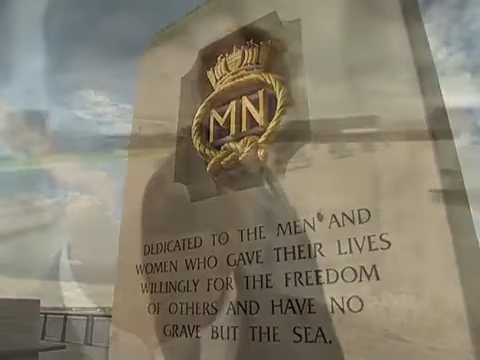 MN
DEDICATED TO THE MEN AND
WOMEN WHO GAVE THEIR LIVES
WILLINGLY FOR THE FREEDOM
OF OTHERS AND HAVE NO
GRAVE BUT THE SEA.